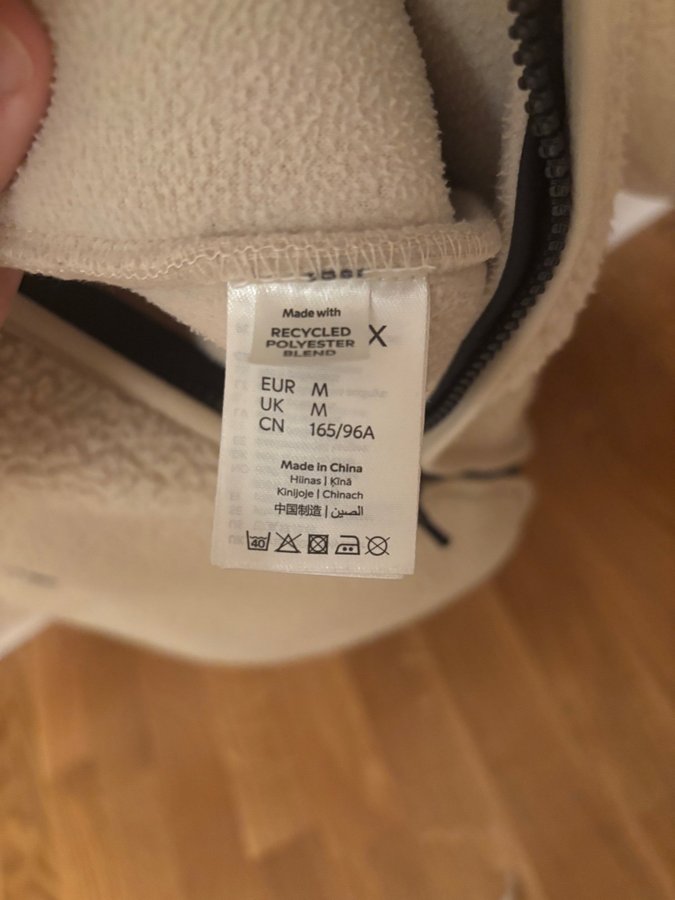 Made with
RECYCLED
POLYESTER
BLEND
X
EUR M
UK M
CN 165/96A
Made in China
Hiinas | Ķīnā
Kinijoje | Chinach
中国制造 | الصين
40